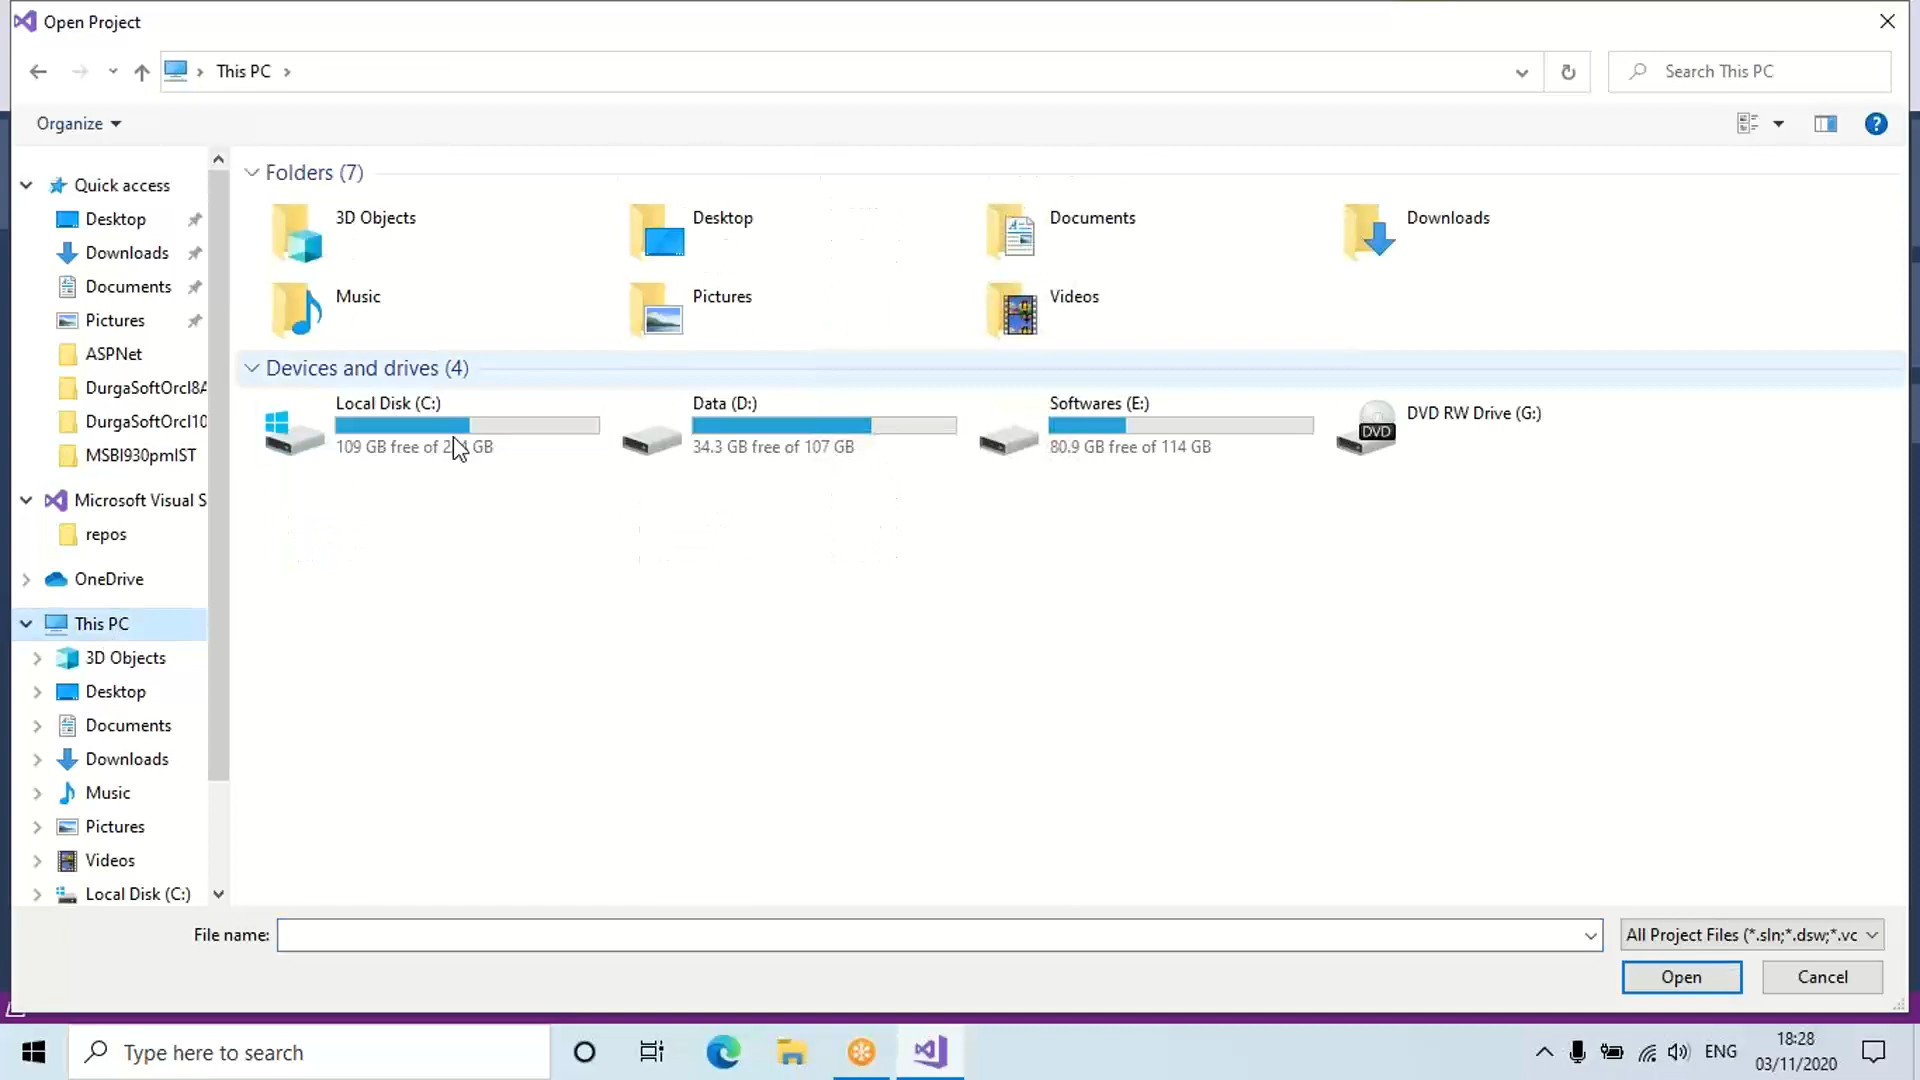 Open Project
This PC
Search This PC
Organize
Quick access
Desktop
Downloads
Documents
Pictures
ASPNet
DurgaSoftOrcl8A
DurgaSoftOrcl10
MSBI930pmIST
Microsoft Visual S
repos
OneDrive
This PC
3D Objects
Desktop
Documents
Downloads
Music
Pictures
Videos
Local Disk (C:)
Folders (7)
3D Objects
Desktop
Documents
Downloads
Music
Pictures
Videos
Devices and drives (4)
Local Disk (C:)
109 GB free of GB
Data (D:)
34.3 GB free of 107 GB
Softwares (E:)
80.9 GB free of 114 GB
DVD RW Drive (G:)
DVD
File name:
All Project Files (*.sln;*.dsw;*.vc
Open
Cancel
Type here to search
ENG
18:28
03/11/2020